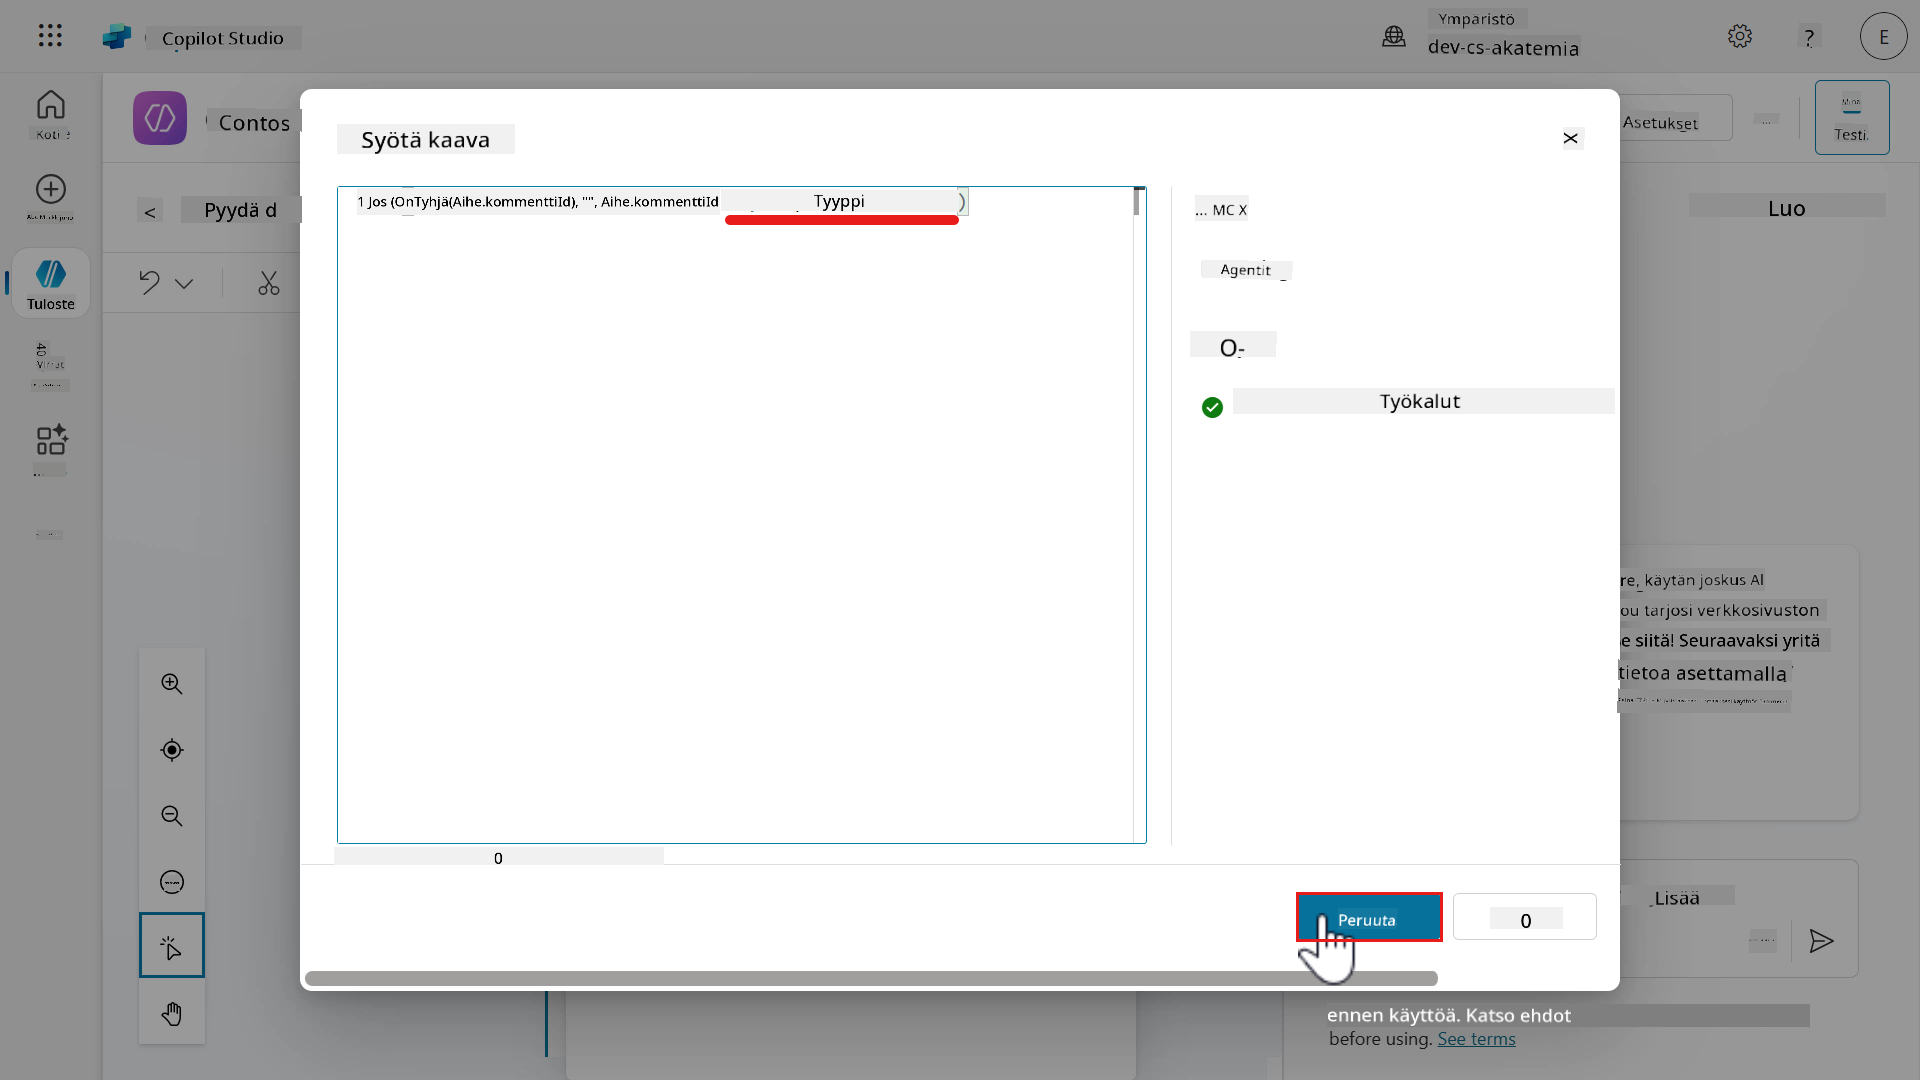 Copilot Studio
Ympäristö
dev-cs-akatemia
?
E
Koti
Contos
Asetukset
...
Testi.
< Pyydä d
Luo
Tuloste
Virrat
Syötä kaava
1 Jos (OnTyhjä(Aihe.kommenttiId), "", Aihe.kommenttiId Tyyppi )
... MC X
Agentit
O-
Työkalut
0
Peruuta
0
re, käytän joskus AI
ou tarjosi verkkosivuston
e siitä! Seuraavaksi yritä
tietoa asettamalla
Lisää
ennen käyttöä. Katso ehdot
before using. See terms